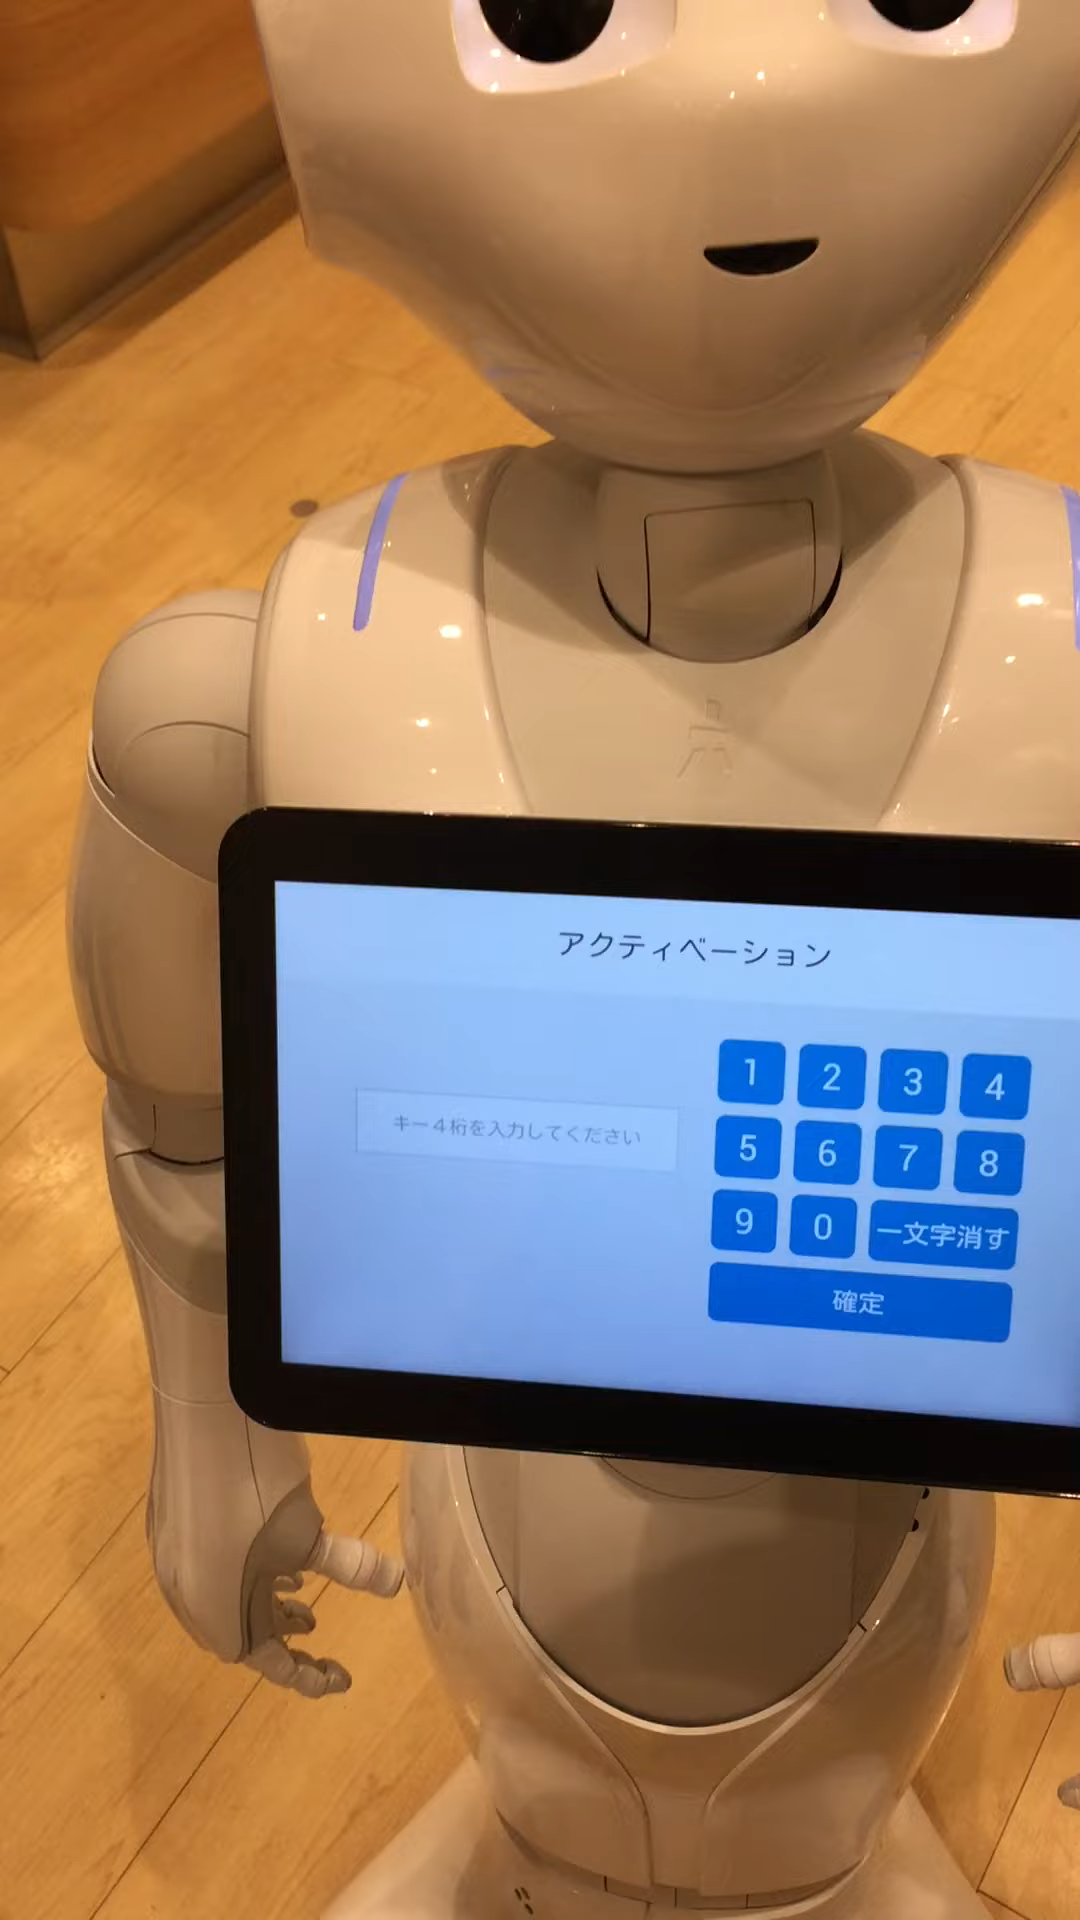 アクティベーション
キー4桁を入力してください
1 2 3 4
5 6 7 8
9 0 一文字消す
確定